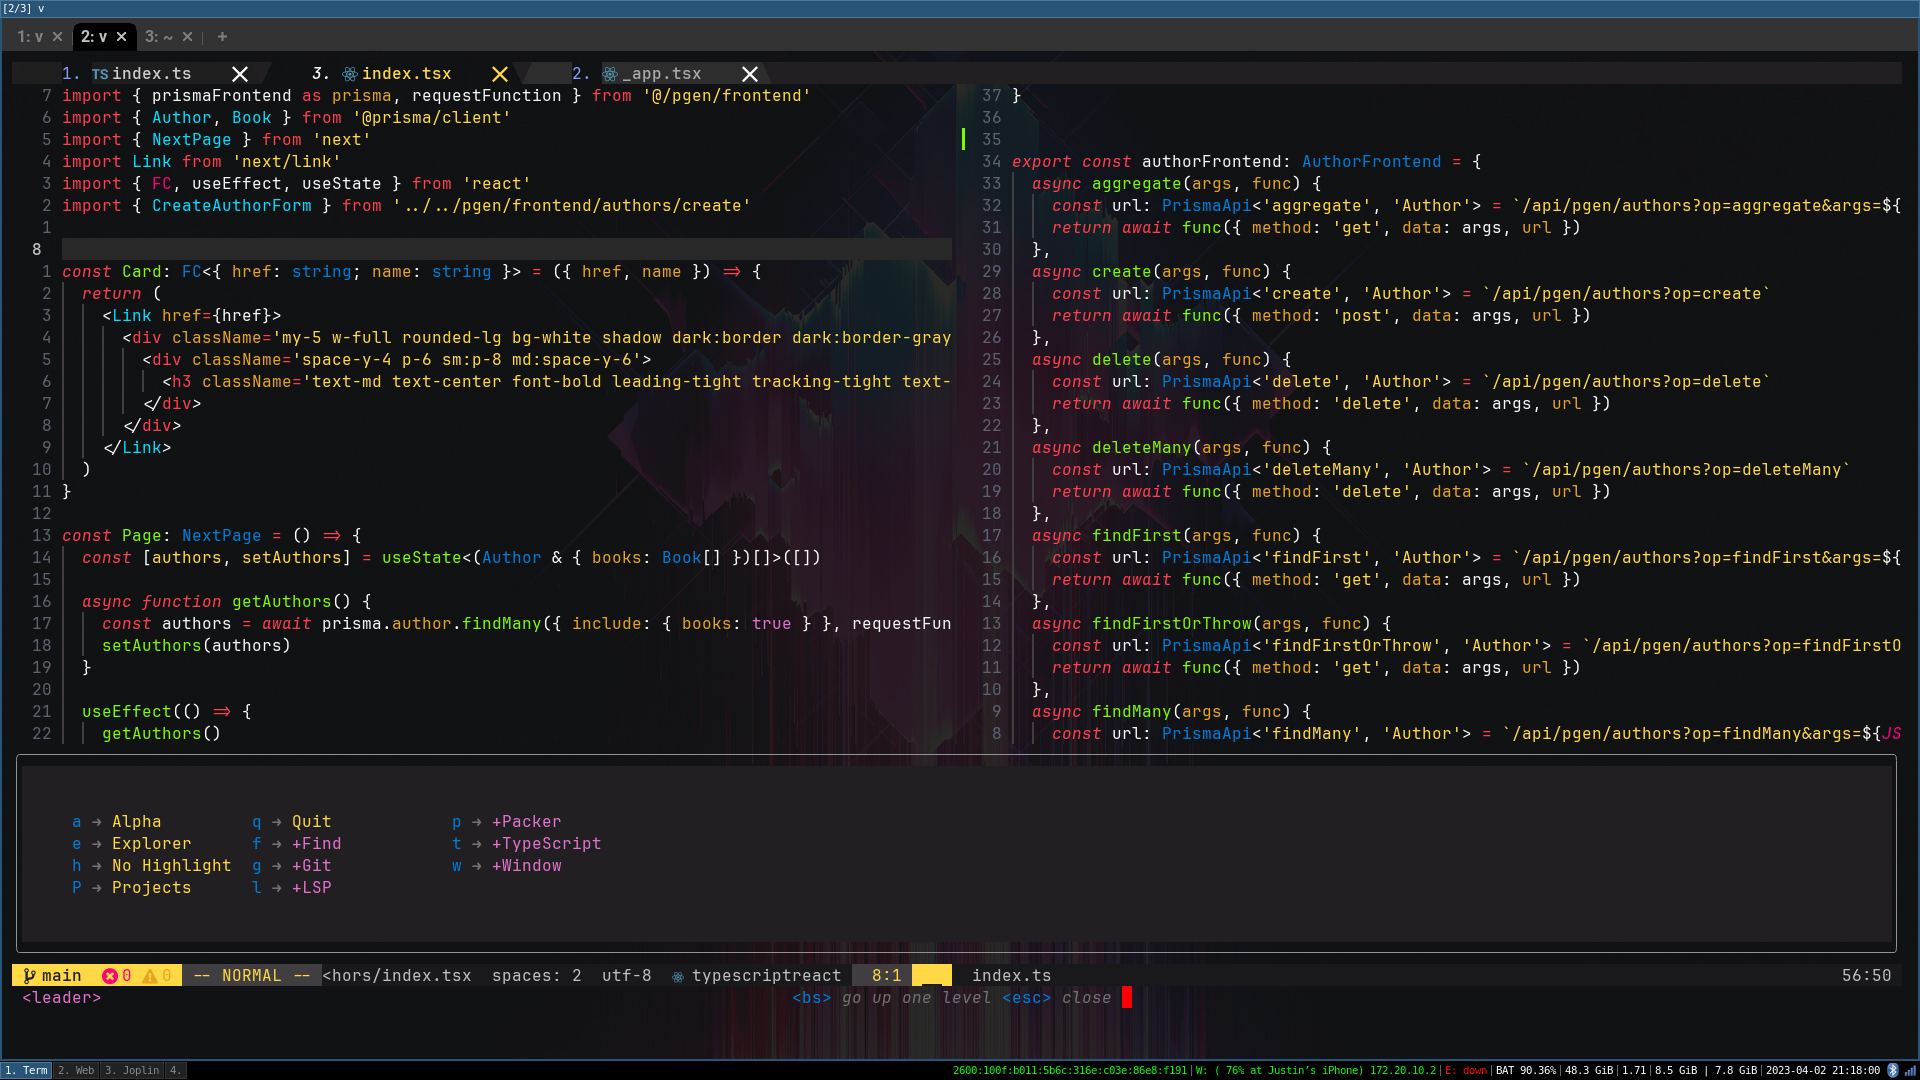 [2/3] v
1: v ✕ 2: v ✕ 3: ~ ✕ +
1. TS index.ts ✕ 3. index.tsx ✕ 2. _app.tsx ✕
7 import { prismaFrontend as prisma, requestFunction } from '@/pgen/frontend'
6 import { Author, Book } from '@prisma/client'
5 import { NextPage } from 'next'
4 import Link from 'next/link'
3 import { FC, useEffect, useState } from 'react'
2 import { CreateAuthorForm } from '../../pgen/frontend/authors/create'
1
8
1 const Card: FC<{ href: string; name: string }> = ({ href, name }) => {
2 return (
3 <Link href={href}>
4 <div className='my-5 w-full rounded-lg bg-white shadow dark:border dark:border-gray
5 <div className='space-y-4 p-6 sm:p-8 md:space-y-6'>
6 <h3 className='text-md text-center font-bold leading-tight tracking-tight text-
7 </div>
8 </div>
9 </Link>
10 )
11 }
12
13 const Page: NextPage = () => {
14 const [authors, setAuthors] = useState<(Author & { books: Book[] })[]>([])
15
16 async function getAuthors() {
17 const authors = await prisma.author.findMany({ include: { books: true } }, requestFun
18 setAuthors(authors)
19 }
20
21 useEffect(() => {
22 getAuthors()
37 }
36
35
34 export const authorFrontend: AuthorFrontend = {
33 async aggregate(args, func) {
32 const url: PrismaApi<'aggregate', 'Author'> = `/api/pgen/authors?op=aggregate&args=${
31 return await func({ method: 'get', data: args, url })
30 },
29 async create(args, func) {
28 const url: PrismaApi<'create', 'Author'> = `/api/pgen/authors?op=create`
27 return await func({ method: 'post', data: args, url })
26 },
25 async delete(args, func) {
24 const url: PrismaApi<'delete', 'Author'> = `/api/pgen/authors?op=delete`
23 return await func({ method: 'delete', data: args, url })
22 },
21 async deleteMany(args, func) {
20 const url: PrismaApi<'deleteMany', 'Author'> = `/api/pgen/authors?op=deleteMany`
19 return await func({ method: 'delete', data: args, url })
18 },
17 async findFirst(args, func) {
16 const url: PrismaApi<'findFirst', 'Author'> = `/api/pgen/authors?op=findFirst&args=${
15 return await func({ method: 'get', data: args, url })
14 },
13 async findFirstOrThrow(args, func) {
12 const url: PrismaApi<'findFirstOrThrow', 'Author'> = `/api/pgen/authors?op=findFirstO
11 return await func({ method: 'get', data: args, url })
10 },
9 async findMany(args, func) {
8 const url: PrismaApi<'findMany', 'Author'> = `/api/pgen/authors?op=findMany&args=${JS
a → Alpha q → Quit p → +Packer
e → Explorer f → +Find t → +TypeScript
h → No Highlight g → +Git w → +Window
P → Projects l → +LSP
main 0 0 -- NORMAL -- <hors/index.tsx spaces: 2 utf-8 typescriptreact 8:1 index.ts 56:50
<leader> <bs> go up one level <esc> close
1. Term 2. Web 3. Joplin 4. 2600:100f:b011:5b6c:316e:c03e:86e8:f191|W: ( 76% at Justin's iPhone) 172.20.10.2|E: down|BAT 90.36%|48.3 GiB|1.71|8.5 GiB | 7.8 GiB|2023-04-02 21:18:00